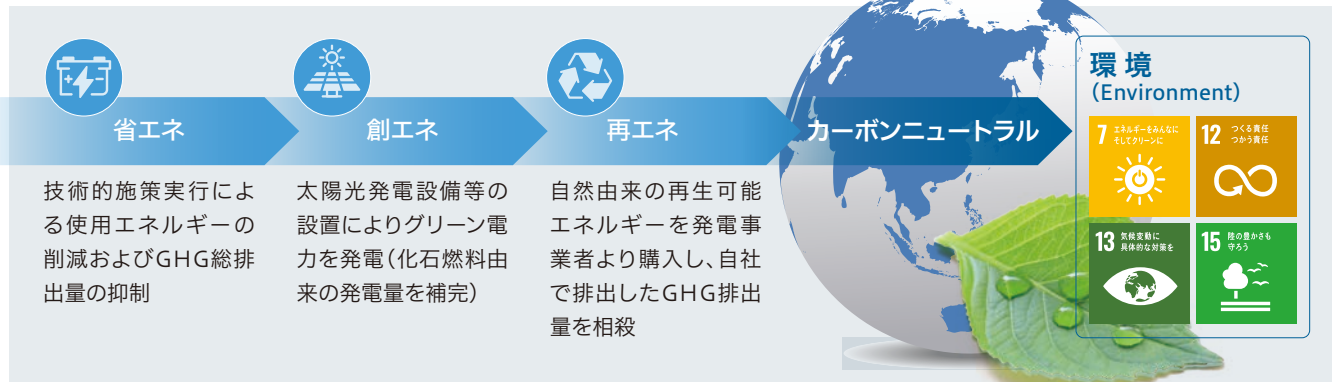 省エネ
技術的施策実行によ
る使用エネルギーの
削減およびGHG総排
出量の抑制
創エネ
太陽光発電設備等の
設置によりグリーン電
力を発電(化石燃料由
来の発電量を補完)
再エネ
自然由来の再生可能
エネルギーを発電事
業者より購入し、自社
で排出したGHG排出
量を相殺
カーボンニュートラル
環境
(Environment)
7 エネルギーをみんなに
そしてクリーンに
12 つくる責任
つかう責任
13 気候変動に
具体的な対策を
15 陸の豊かさも
守ろう